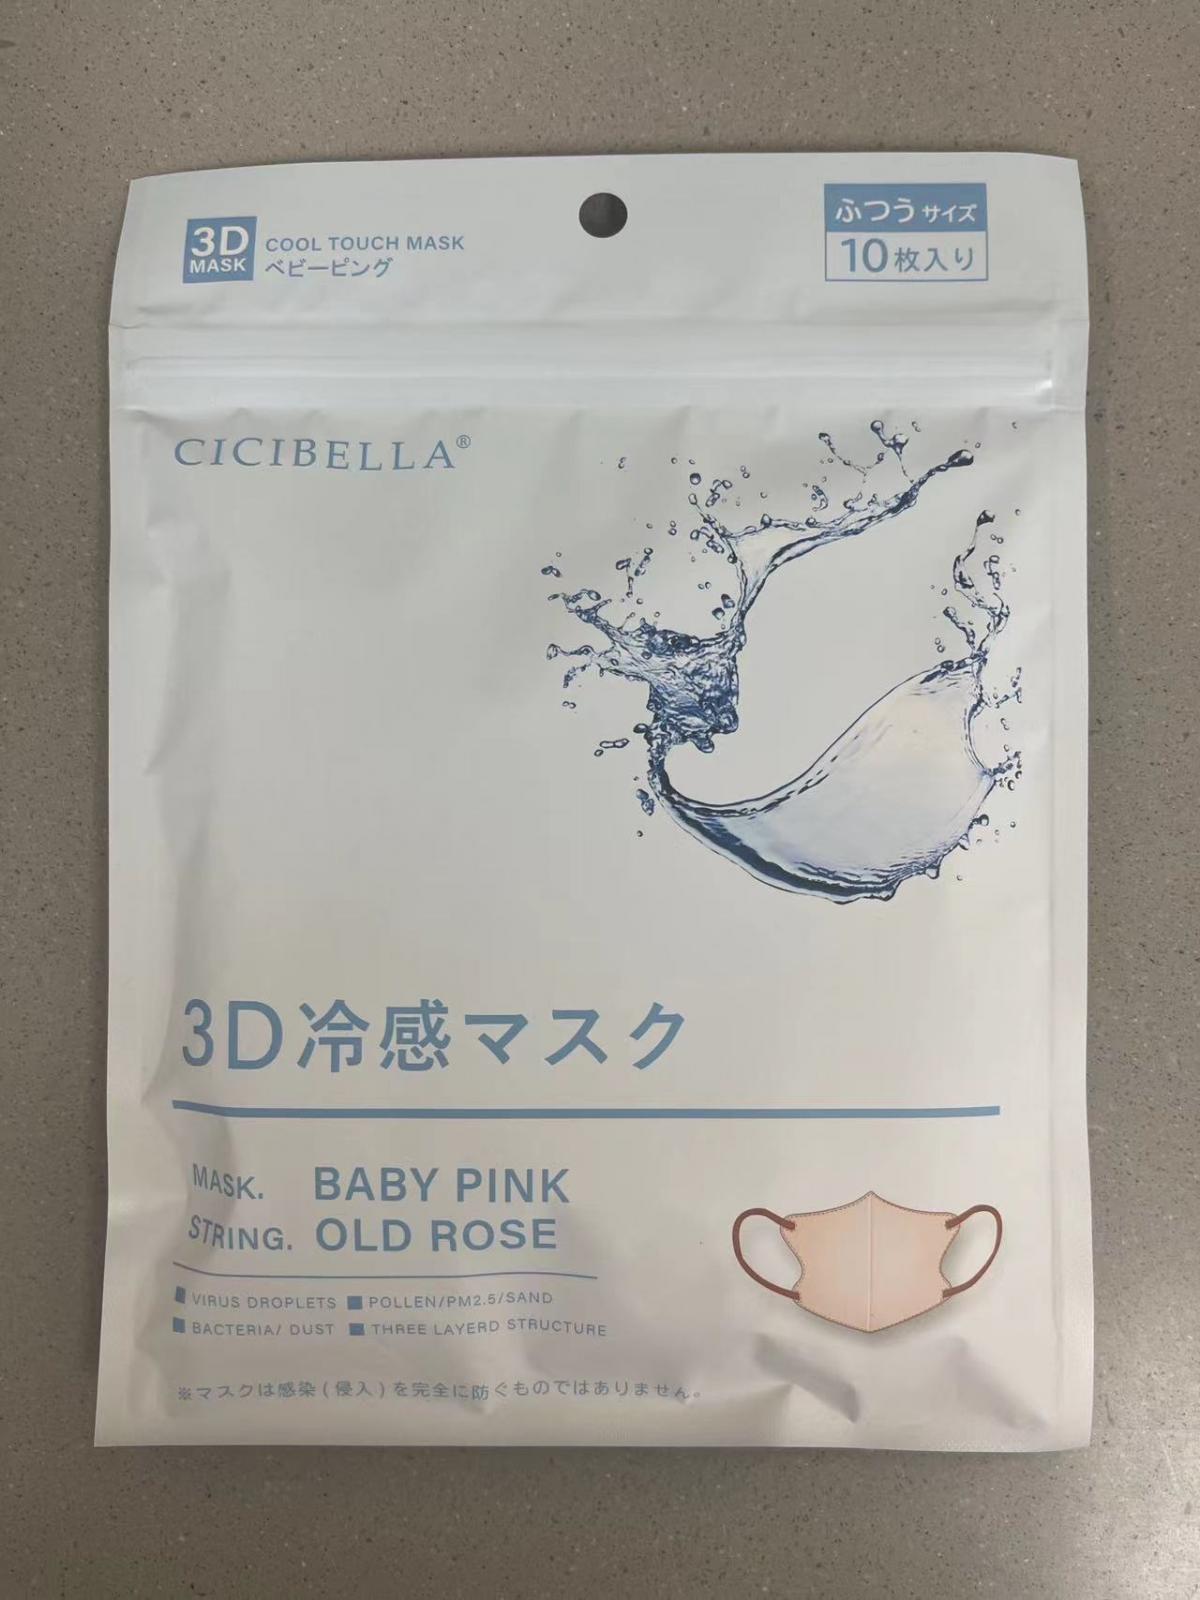 3D
MASK
COOL TOUCH MASK
ベビーピング
ふつうサイズ
10枚入り
CICIBELLA®
3D冷感マスク
MASK. BABY PINK
STRING. OLD ROSE
VIRUS DROPLETS POLLEN/PM2.5/SAND
BACTERIA/ DUST THREE LAYERD STRUCTURE
※マスクは感染(侵入)を完全に防ぐものではありません。